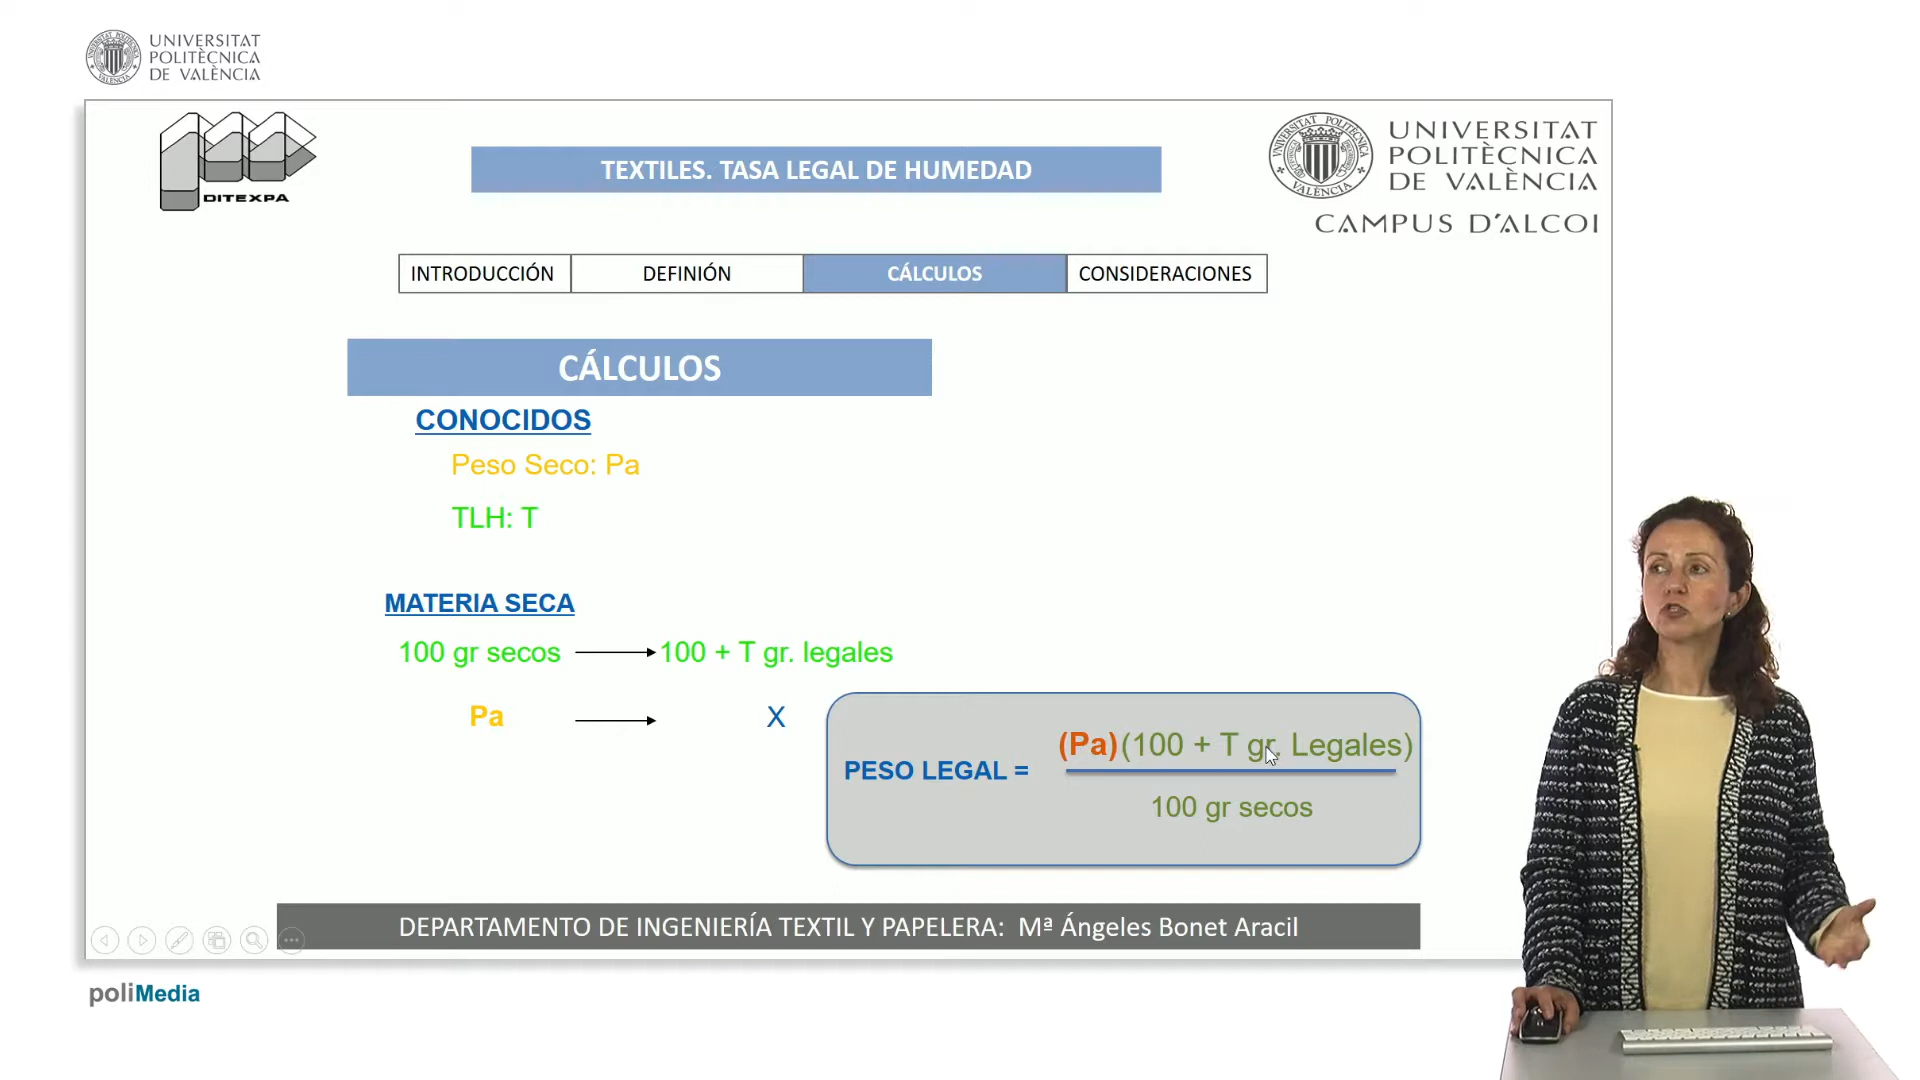 UNIVERSITAT
POLITÈCNICA
DE VALÈNCIA
DITEXPA
TEXTILES. TASA LEGAL DE HUMEDAD
UNIVERSITAT
POLITÈCNICA
DE VALÈNCIA
CAMPUS D'ALCOI
INTRODUCCIÓN DEFINIÓN CÁLCULOS CONSIDERACIONES
CÁLCULOS
CONOCIDOS
Peso Seco: Pa
TLH: T
MATERIA SECA
100 gr secos 100 + T gr. legales
Pa X
PESO LEGAL = (Pa)(100 + T gr. Legales)
100 gr secos
DEPARTAMENTO DE INGENIERÍA TEXTIL Y PAPELERA: Mª Ángeles Bonet Aracil
poliMedia